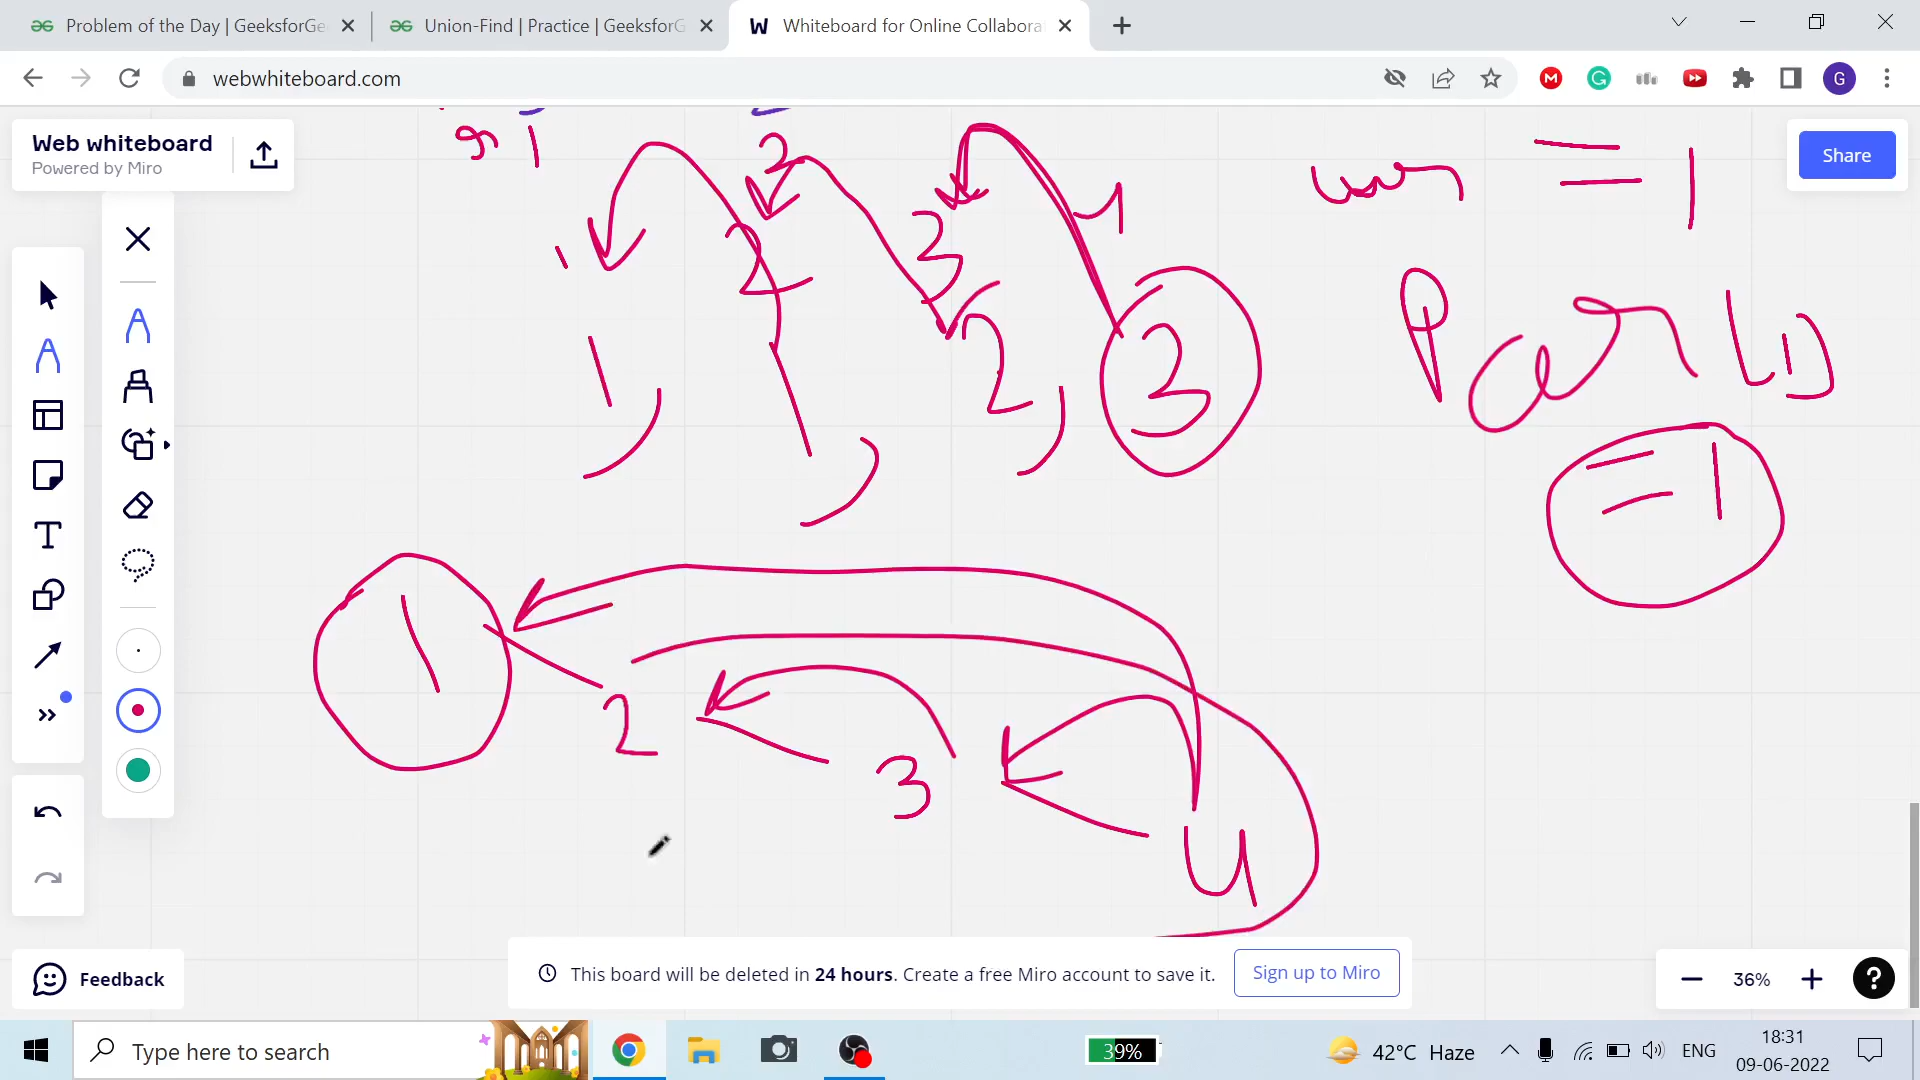 Problem of the Day | GeeksforGe
Union-Find | Practice | GeeksforG
Whiteboard for Online Collabora
webwhiteboard.com
G
Web whiteboard
Powered by Miro
Share
1
2
= 1
1
2
3
4
1, 1, 2, 3
Par[1]
= 1
1
2
3
4
Feedback
This board will be deleted in 24 hours. Create a free Miro account to save it.
Sign up to Miro
36%
?
Type here to search
39%
42°C Haze
ENG
18:31
09-06-2022